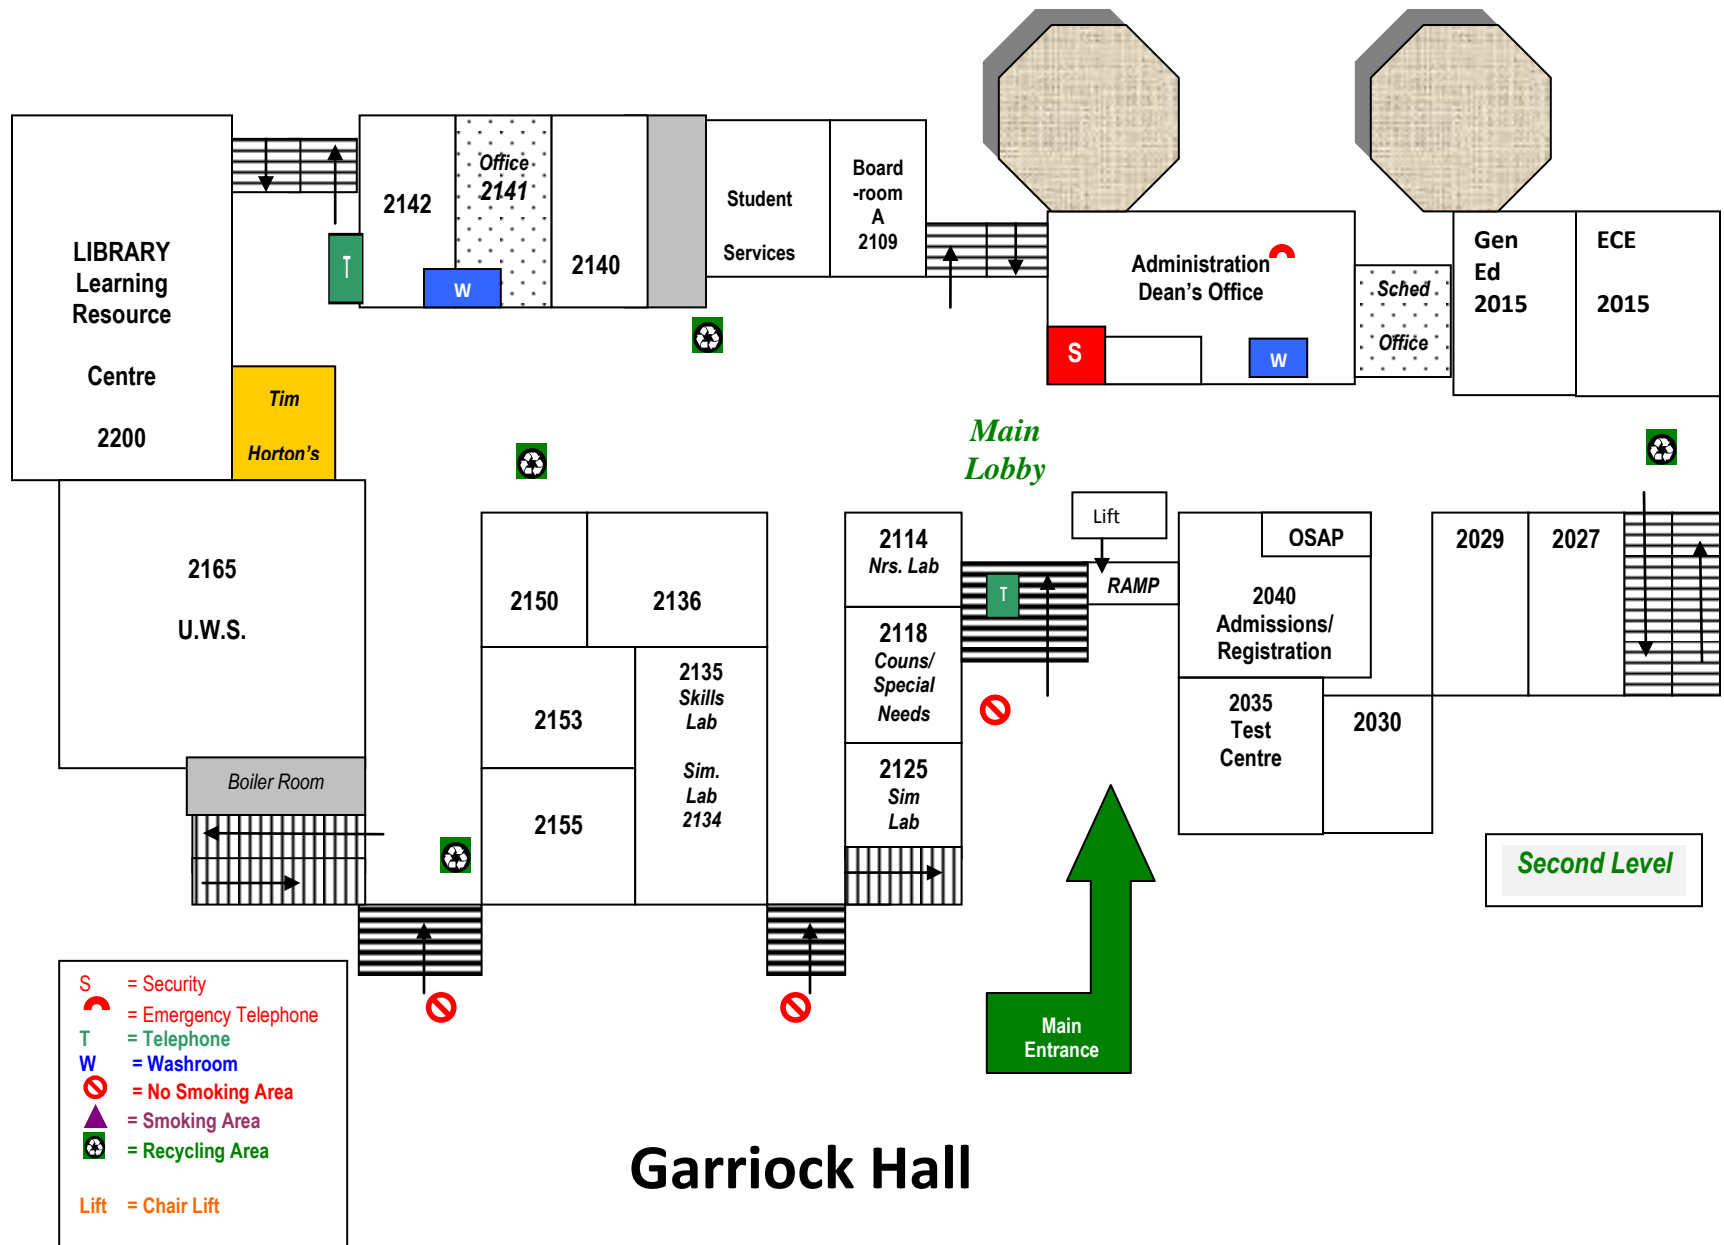 LIBRARY
Learning
Resource
Centre
2200
Tim
Horton's
T
2142
Office
2141
W
2140
Student
Services
Board
-room
A
2109
Administration
Dean's Office
S
W
Sched
Office
Gen
Ed
2015
ECE
2015
Main
Lobby
2165
U.W.S.
Boiler Room
2150
2136
2153
2135
Skills
Lab
Sim.
Lab
2134
2155
2114
Nrs. Lab
2118
Couns/
Special
Needs
2125
Sim
Lab
T
Lift
RAMP
OSAP
2040
Admissions/
Registration
2035
Test
Centre
2030
2029
2027
Second Level
Main
Entrance
S = Security
= Emergency Telephone
T = Telephone
W = Washroom
= No Smoking Area
= Smoking Area
= Recycling Area
Lift = Chair Lift
Garriock Hall